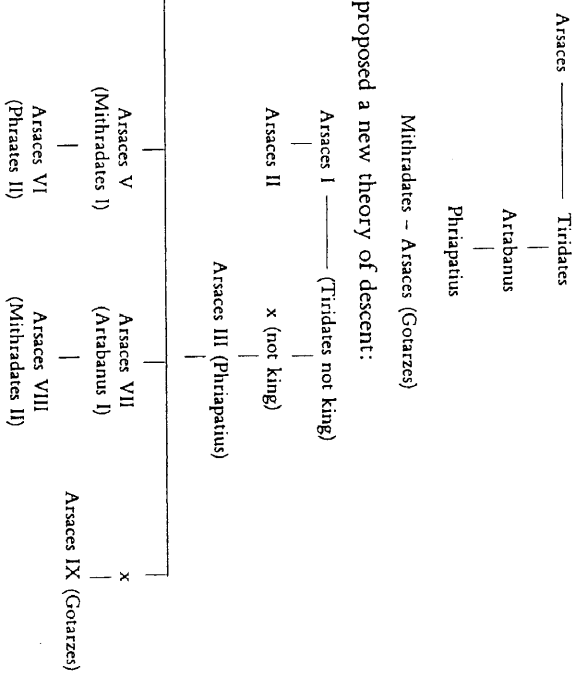 Arsaces ——— Tiridates
Artabanus
Phriapatius
Mithradates – Arsaces (Gotarzes)
proposed a new theory of descent:
Arsaces I ——— (Tiridates not king)
Arsaces II x (not king)
Arsaces III (Phriapatius)
Arsaces V Arsaces VII x
(Mithradates I) (Artabanus I)
Arsaces IX (Gotarzes)
Arsaces VI Arsaces VIII
(Phraates II) (Mithradates II)